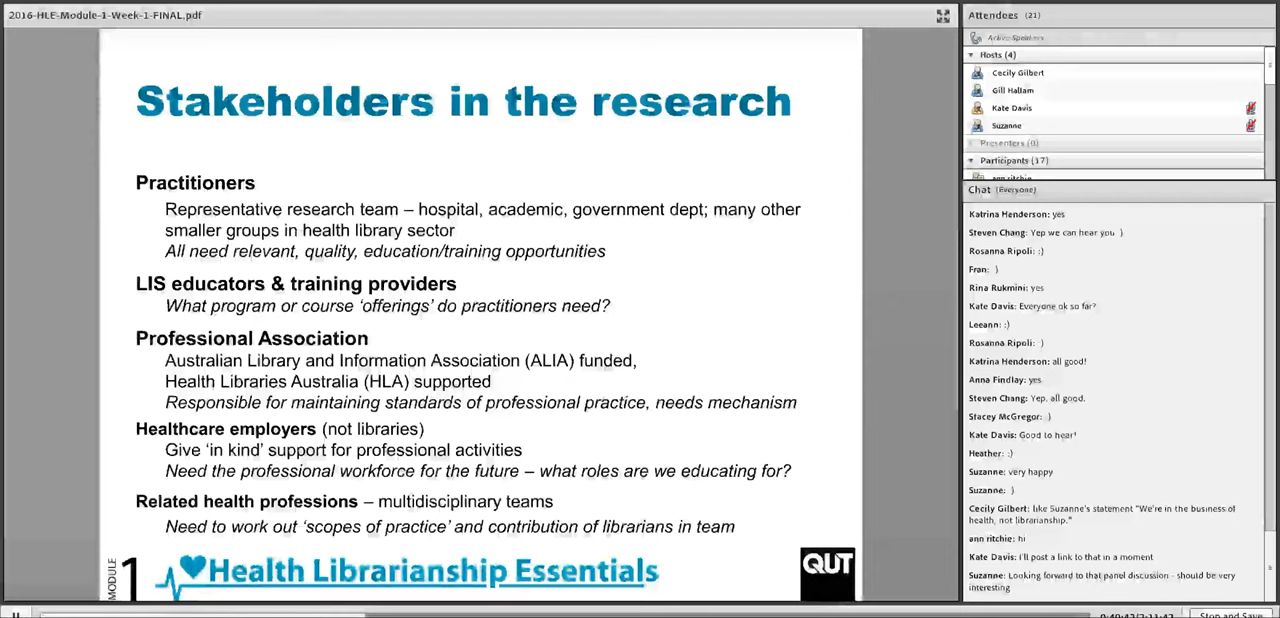 2016-HLE-Module-1-Week-1-FINAL.pdf
Stakeholders in the research
Practitioners
Representative research team – hospital, academic, government dept; many other
smaller groups in health library sector
All need relevant, quality, education/training opportunities
LIS educators & training providers
What program or course ‘offerings’ do practitioners need?
Professional Association
Australian Library and Information Association (ALIA) funded,
Health Libraries Australia (HLA) supported
Responsible for maintaining standards of professional practice, needs mechanism
Healthcare employers (not libraries)
Give ‘in kind’ support for professional activities
Need the professional workforce for the future – what roles are we educating for?
Related health professions – multidisciplinary teams
Need to work out ‘scopes of practice’ and contribution of librarians in team
MODULE 1
Health Librarianship Essentials
QUT
Attendees (21)
Active Speakers
Hosts (4)
Cecily Gilbert
Gill Hallam
Kate Davis
Suzanne
Presenters (0)
Participants (17)
ann ritchie
Chat (Everyone)
Katrina Henderson: yes
Steven Chang: Yep we can hear you :)
Rosanna Ripoli: :)
Fran: :)
Rina Rukmini: yes
Kate Davis: Everyone ok so far?
Leeann: :)
Rosanna Ripoli: :)
Katrina Henderson: all good!
Anna Findlay: yes
Steven Chang: Yep, all good.
Stacey McGregor: :)
Kate Davis: Good to hear!
Heather: :)
Suzanne: very happy
Suzanne: :)
Cecily Gilbert: like Suzanne's statement "We're in the business of
health, not librarianship."
ann ritchie: hi
Kate Davis: i'll post a link to that in a moment
Suzanne: Looking forward to that panel discussion - should be very
interesting
Stop and Save